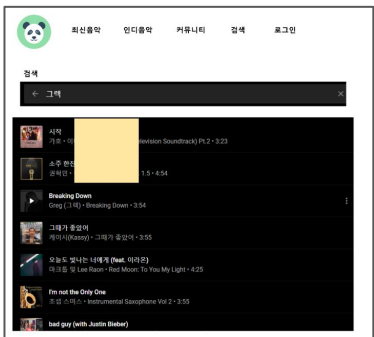 최신음악 인디음악 커뮤니티 검색 로그인
검색
← 그랙 ×
시작
가호 • 이 elevision Soundtrack) Pt.2 • 3:23
소주 한잔
권혁인 • 1.5 • 4:54
Breaking Down
Greg (그렉) • Breaking Down • 3:54
그때가 좋았어
케이시(Kassy) • 그때가 좋았어 • 3:55
오늘도 빛나는 너에게 (feat. 이라온)
마크툽 및 Lee Raon • Red Moon: To You My Light • 4:25
I'm not the Only One
조셉 스미스 • Instrumental Saxophone Vol 2 • 3:55
bad guy (with Justin Bieber)